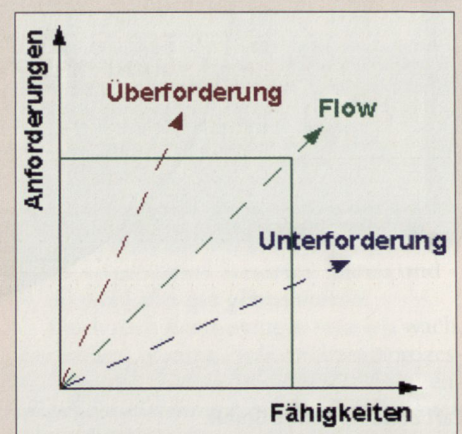 Anforderungen
Überforderung
Flow
Unterforderung
Fähigkeiten